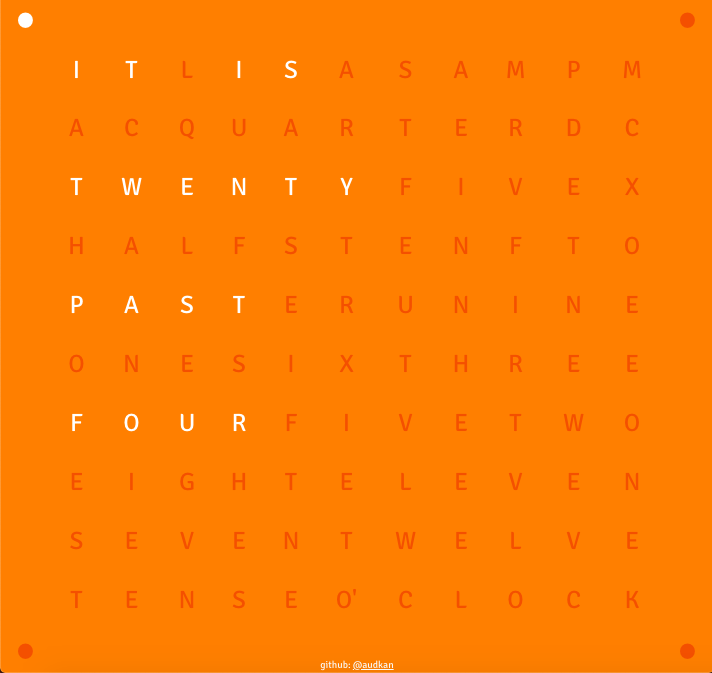 I T L I S A S A M P M
A C Q U A R T E R D C
T W E N T Y F I V E X
H A L F S T E N F T O
P A S T E R U N I N E
O N E S I X T H R E E
F O U R F I V E T W O
E I G H T E L E V E N
S E V E N T W E L V E
T E N S E O' C L O C K
github: @audkan